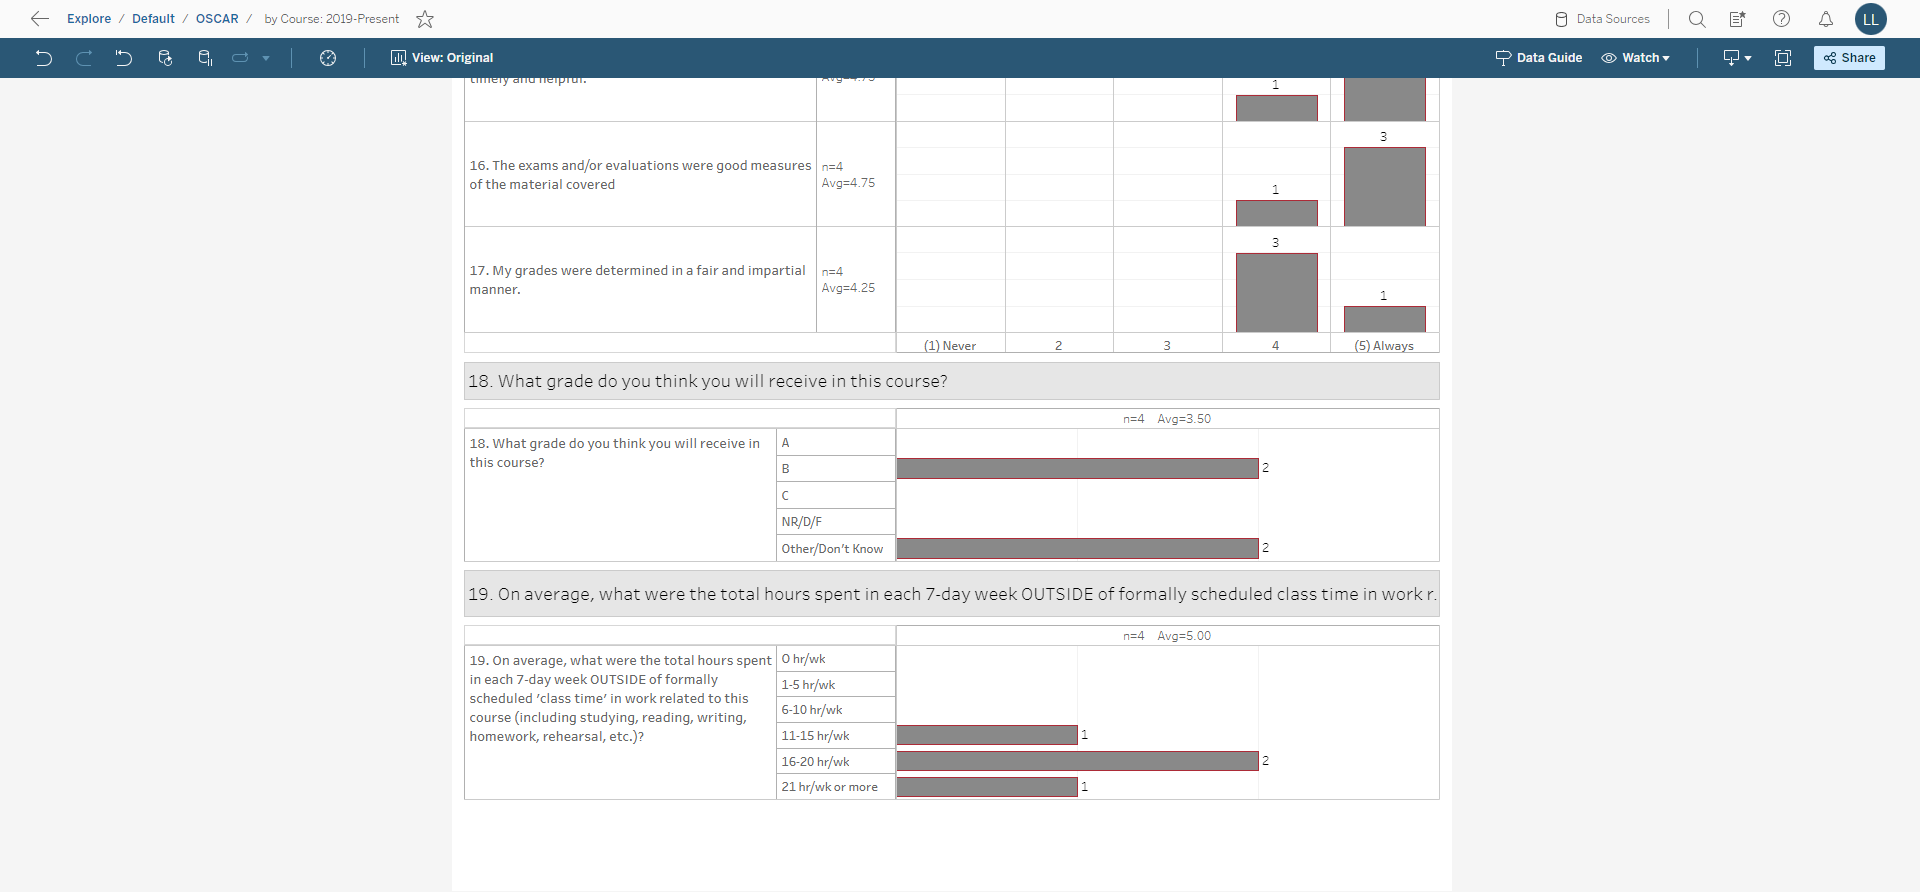 Explore / Default / OSCAR / by Course: 2019-Present
Data Sources
LL
View: Original
Data Guide
Watch
Share
timely and helpful.
Avg=4.75
1
16. The exams and/or evaluations were good measures
of the material covered
n=4
Avg=4.75
1
3
17. My grades were determined in a fair and impartial
manner.
n=4
Avg=4.25
3
1
(1) Never
2
3
4
(5) Always
18. What grade do you think you will receive in this course?
n=4 Avg=3.50
18. What grade do you think you will receive in
this course?
A
B
2
C
NR/D/F
Other/Don't Know
2
19. On average, what were the total hours spent in each 7-day week OUTSIDE of formally scheduled class time in work r.
n=4 Avg=5.00
19. On average, what were the total hours spent
in each 7-day week OUTSIDE of formally
scheduled 'class time' in work related to this
course (including studying, reading, writing,
homework, rehearsal, etc.)?
0 hr/wk
1-5 hr/wk
6-10 hr/wk
11-15 hr/wk
1
16-20 hr/wk
2
21 hr/wk or more
1